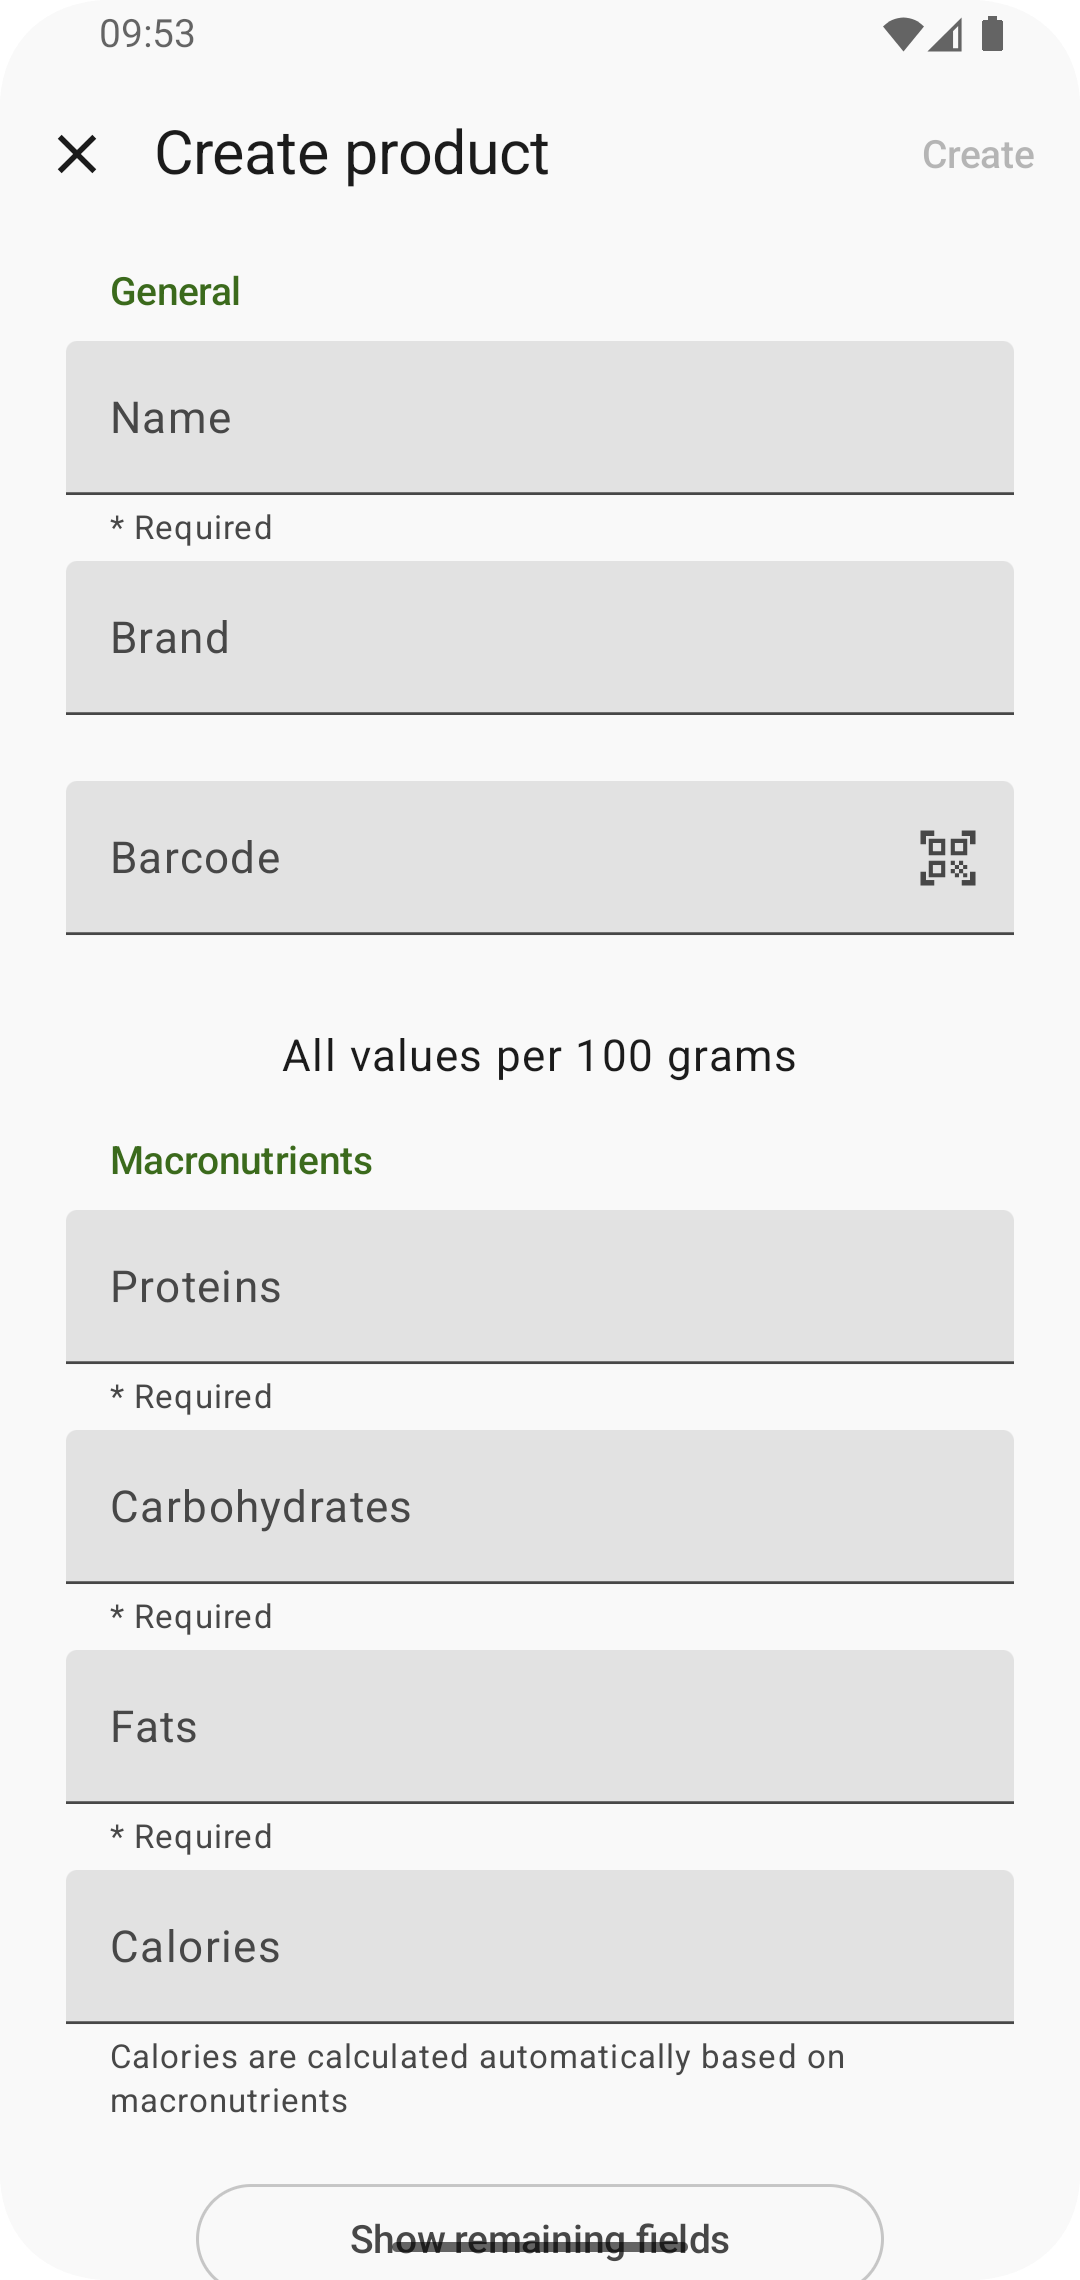 09:53
Create product
Create
General
Name
* Required
Brand
Barcode
All values per 100 grams
Macronutrients
Proteins
* Required
Carbohydrates
* Required
Fats
* Required
Calories
Calories are calculated automatically based on
macronutrients
Show remaining fields